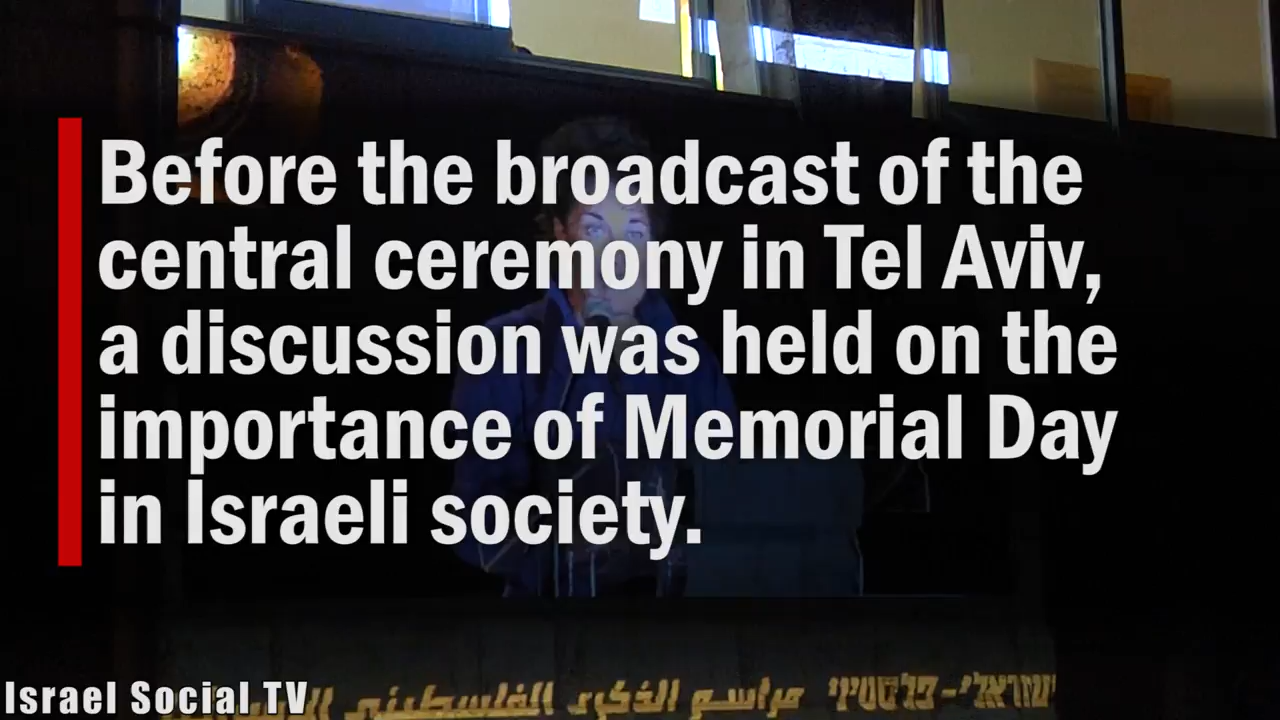 Before the broadcast of the
central ceremony in Tel Aviv,
a discussion was held on the
importance of Memorial Day
in Israeli society.
Israel Social TV
مراسم الذكرى الفلسطيني